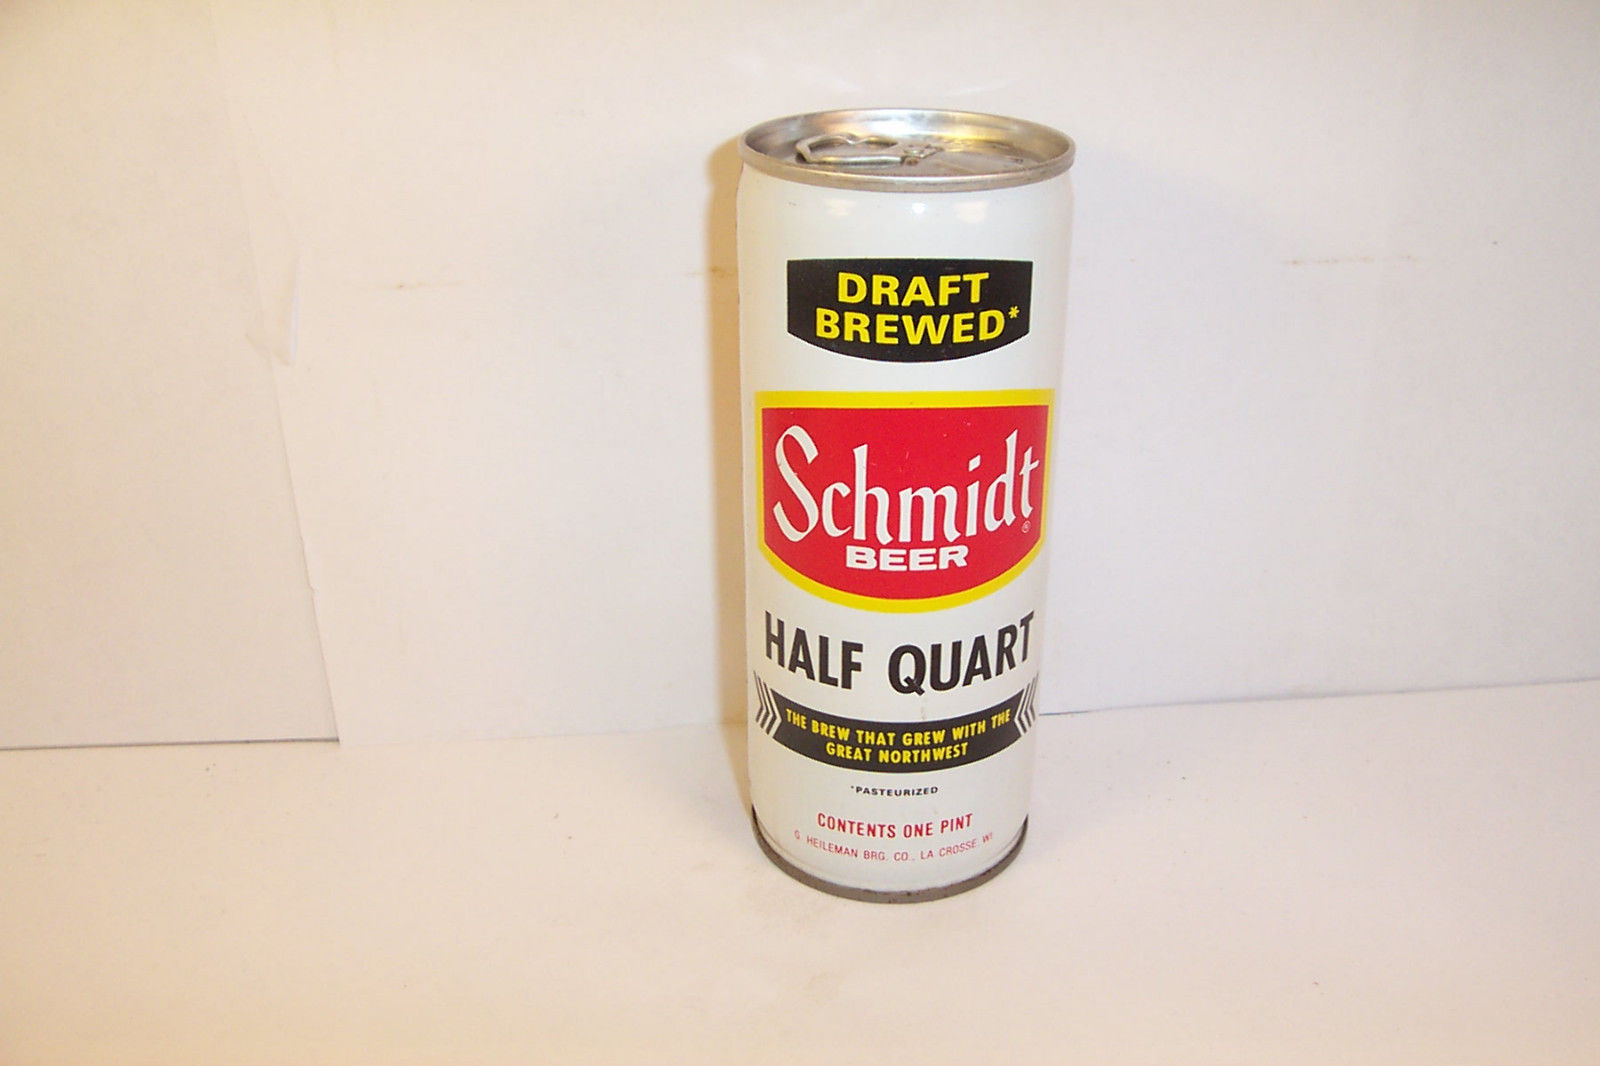 DRAFT
BREWED*
Schmidt®
BEER
HALF QUART
THE BREW THAT GREW WITH THE
GREAT NORTHWEST
*PASTEURIZED
CONTENTS ONE PINT
G. HEILEMAN BRG. CO., LA CROSSE, WI